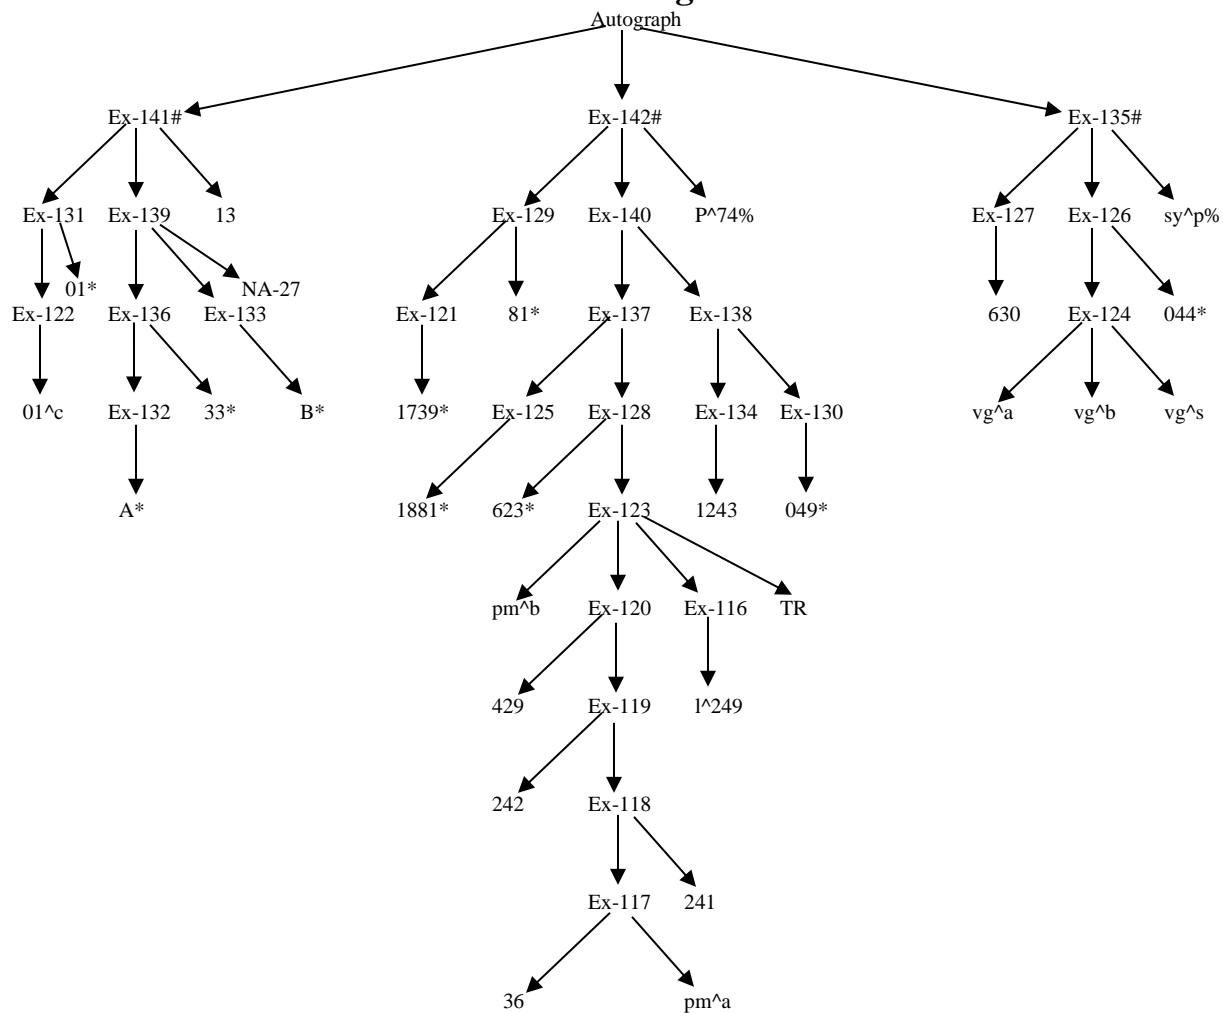 Autograph
Ex-141# Ex-142# Ex-135#
Ex-131 Ex-139 13 Ex-129 Ex-140 P^74% Ex-127 Ex-126 sy^p%
01* NA-27
Ex-122 Ex-136 Ex-133 Ex-121 81* Ex-137 Ex-138 630 Ex-124 044*
01^c Ex-132 33* B* 1739* Ex-125 Ex-128 Ex-134 Ex-130 vg^a vg^b vg^s
A* 1881* 623* Ex-123 1243 049*
pm^b Ex-120 Ex-116 TR
429 Ex-119 l^249
242 Ex-118
Ex-117 241
36 pm^a